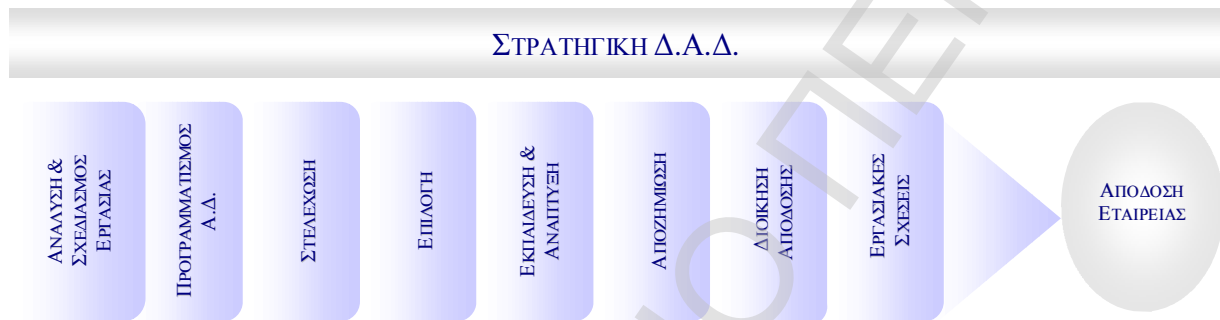 ΣΤΡΑΤΗΓΙΚΗ Δ.Α.Δ.
ΑΝΑΛΥΣΗ &
ΣΧΕΔΙΑΣΜΟΣ
ΕΡΓΑΣΙΑΣ
ΠΡΟΓΡΑΜΜΑΤΙΣΜΟΣ
Α.Δ.
ΣΤΕΛΕΧΩΣΗ
ΕΠΙΛΟΓΗ
ΕΚΠΑΙΔΕΥΣΗ &
ΑΝΑΠΤΥΞΗ
ΑΠΟΖΗΜΙΩΣΗ
ΔΙΟΙΚΗΣΗ
ΑΠΟΔΟΣΗΣ
ΕΡΓΑΣΙΑΚΕΣ
ΣΧΕΣΕΙΣ
ΑΠΟΔΟΣΗ
ΕΤΑΙΡΕΙΑΣ